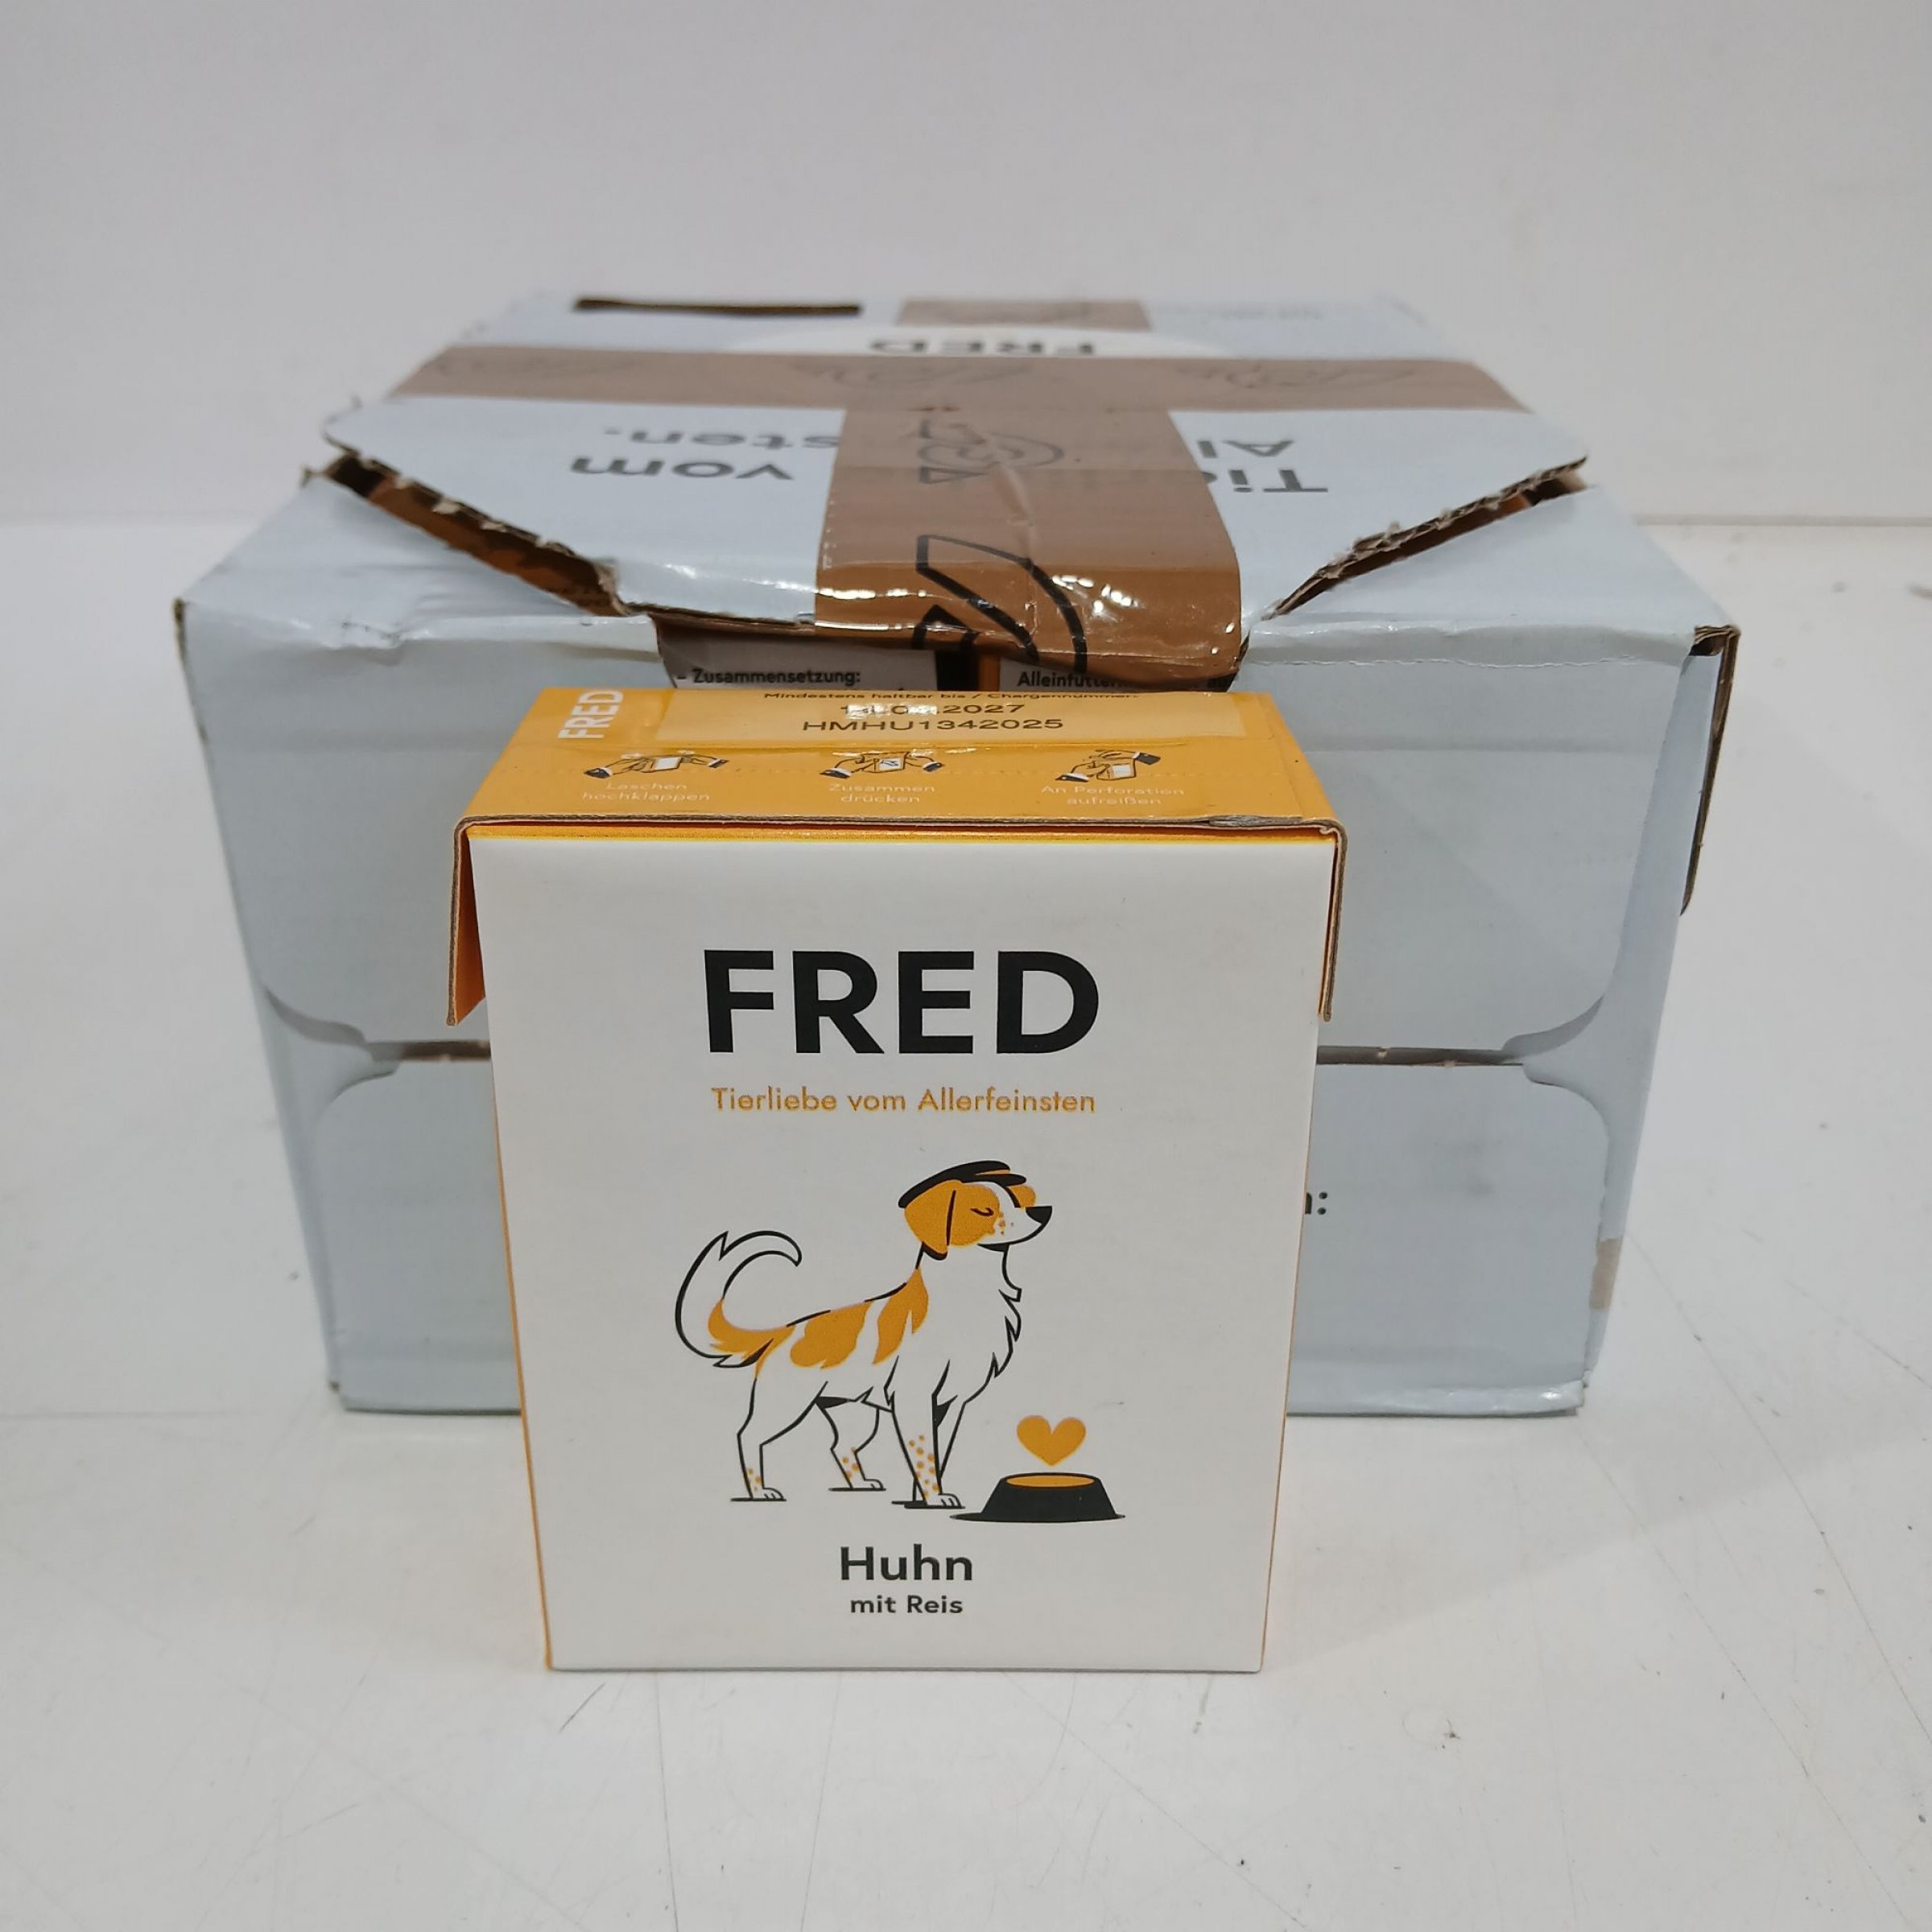 FRED
vom
sten.
Zusammensetzung:
FRED
Mindestens haltbar bis / Chargennummer:
HMHU1342025
Laschen
hochklappen
Zusammen
drücken
An Perforation
aufreißen
FRED
Tierliebe vom Allerfeinsten
Huhn
mit Reis